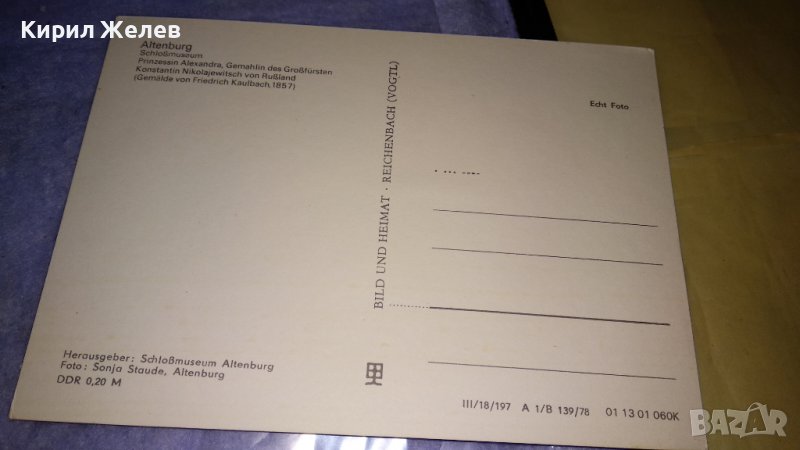 Кирил Желев
Altenburg
Schloßmuseum
Prinzessin Alexandra, Gemahlin des Großfürsten
Konstantin Nikolajewitsch von Rußland
(Gemälde von Friedrich Kaulbach, 1857)
Echt Foto
BILD UND HEIMAT · REICHENBACH (VOGTL)
Herausgeber: Schloßmuseum Altenburg
Foto: Sonja Staude, Altenburg
DDR 0,20 M
III/18/197 A 1/B 139/78 01 13 01 060K
BAZAR